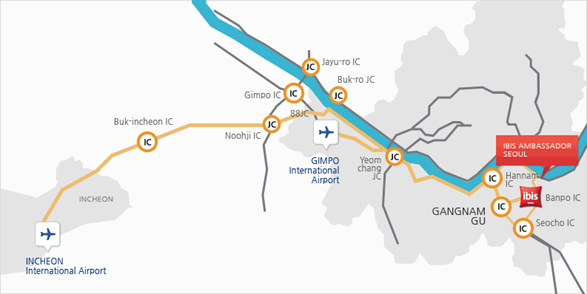 Jayu-ro IC
JC
Buk-ro JC
JC
Gimpo IC
IC
88JC
JC
Noohji IC
Buk-incheon IC
IC
GIMPO
International
Airport
Yeom
chang
JC
JC
IBIS AMBASSADOR
SEOUL
IC
Hannam
IC
ibis
Banpo IC
IC
GANGNAM
GU
Seocho IC
IC
INCHEON
INCHEON
International Airport